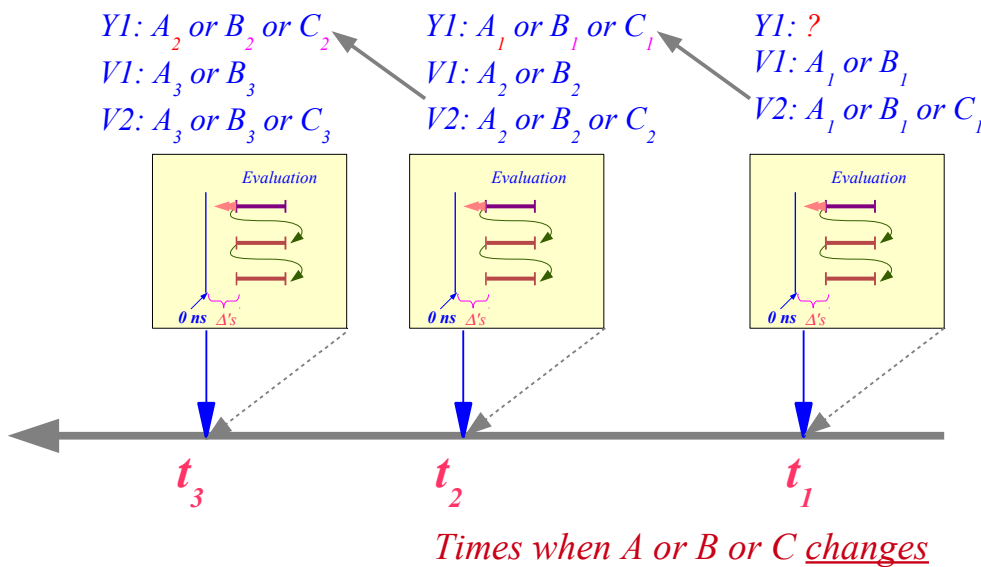 Y1: A₂ or B₂ or C₂
V1: A₃ or B₃
V2: A₃ or B₃ or C₃
Y1: A₁ or B₁ or C₁
V1: A₂ or B₂
V2: A₂ or B₂ or C₂
Y1: ?
V1: A₁ or B₁
V2: A₁ or B₁ or C₁
Evaluation
0 ns Δ's
Evaluation
0 ns Δ's
Evaluation
0 ns Δ's
t₃
t₂
t₁
Times when A or B or C changes